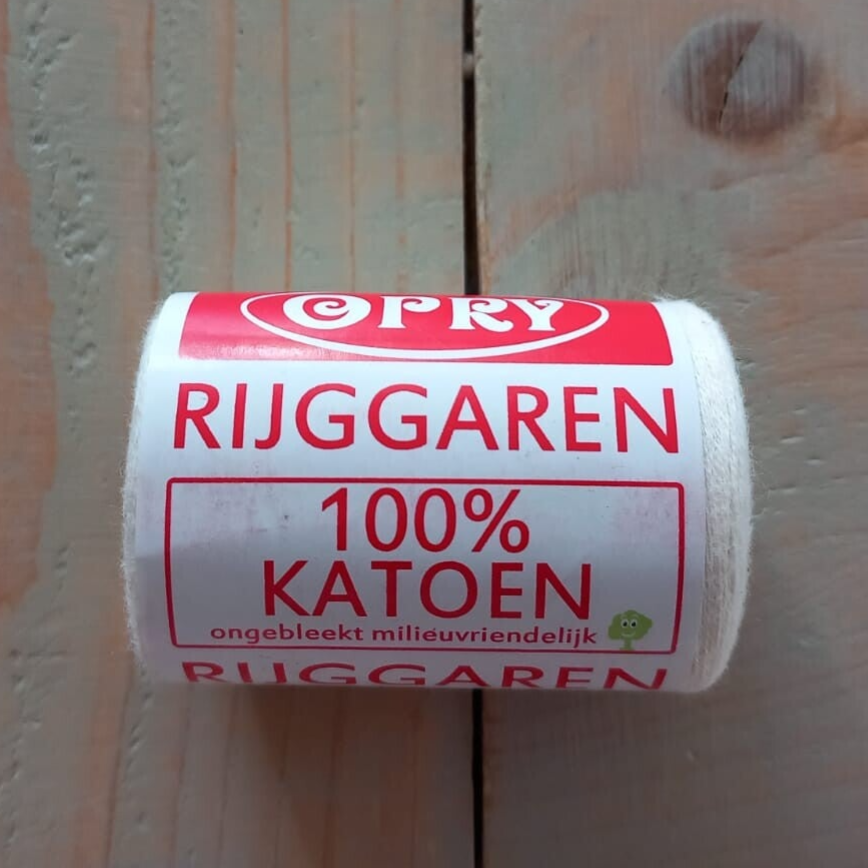 OPRY
RIJGGAREN
100%
KATOEN
ongebleekt milieuvriendelijk
RIJGGAREN